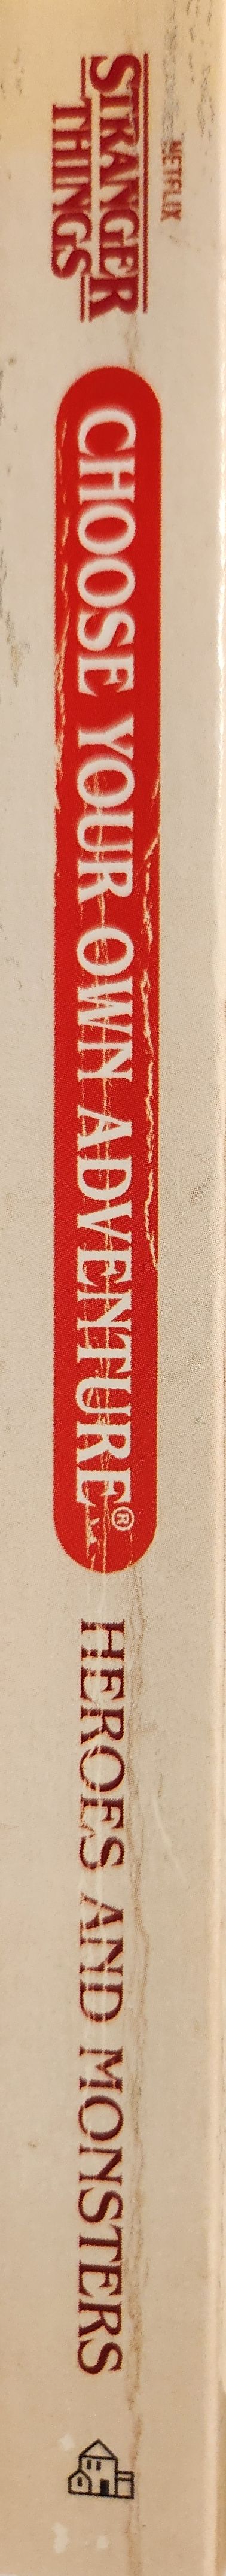 NETFLIX
STRANGER
THINGS
CHOOSE YOUR OWN ADVENTURE®
HEROES AND MONSTERS